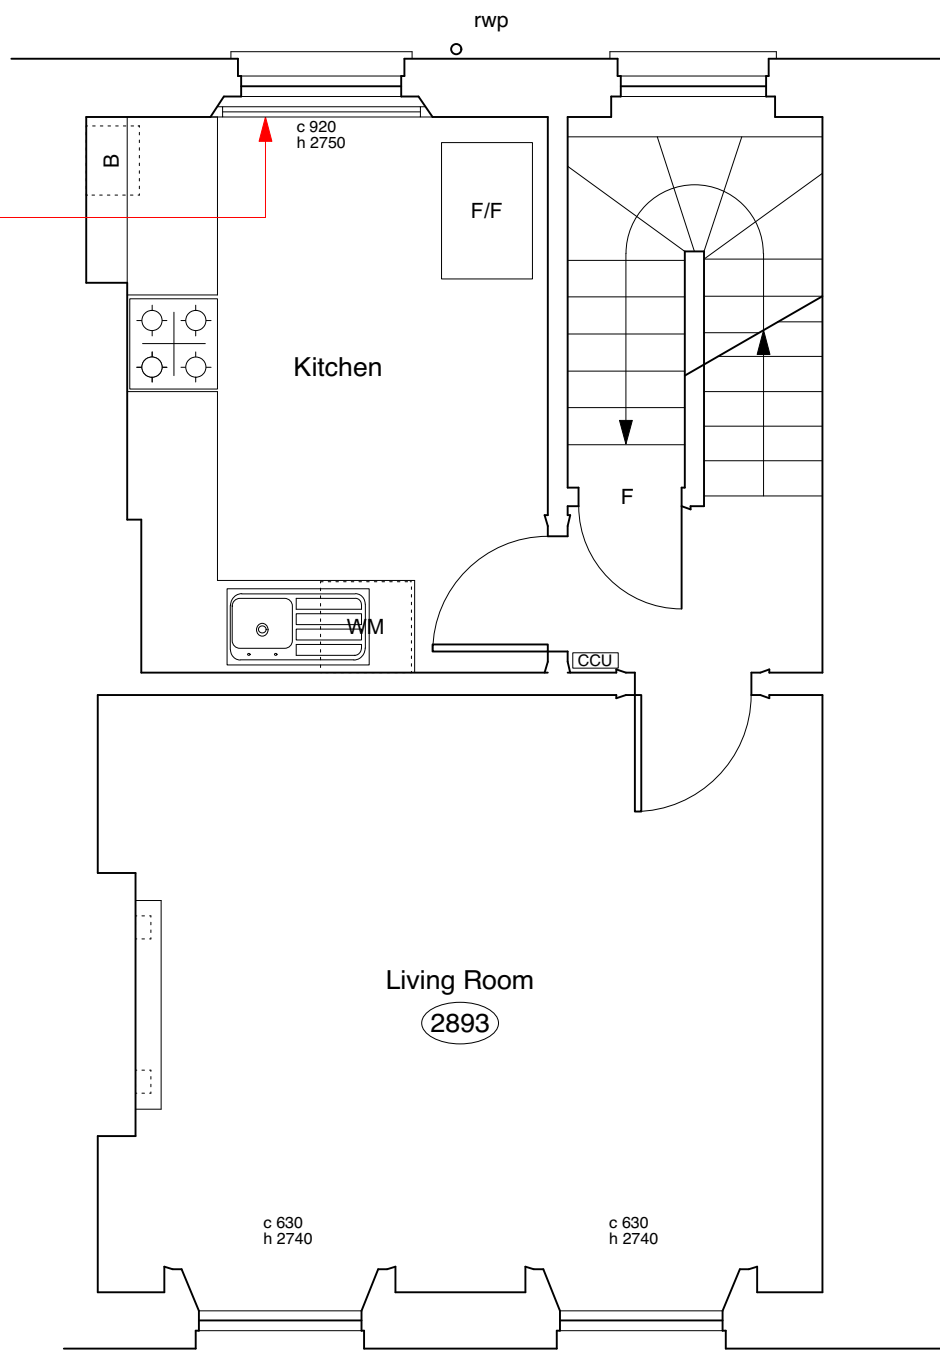 rwp
c 920
h 2750
B
F/F
Kitchen
F
WM
CCU
Living Room
2893
c 630
h 2740
c 630
h 2740